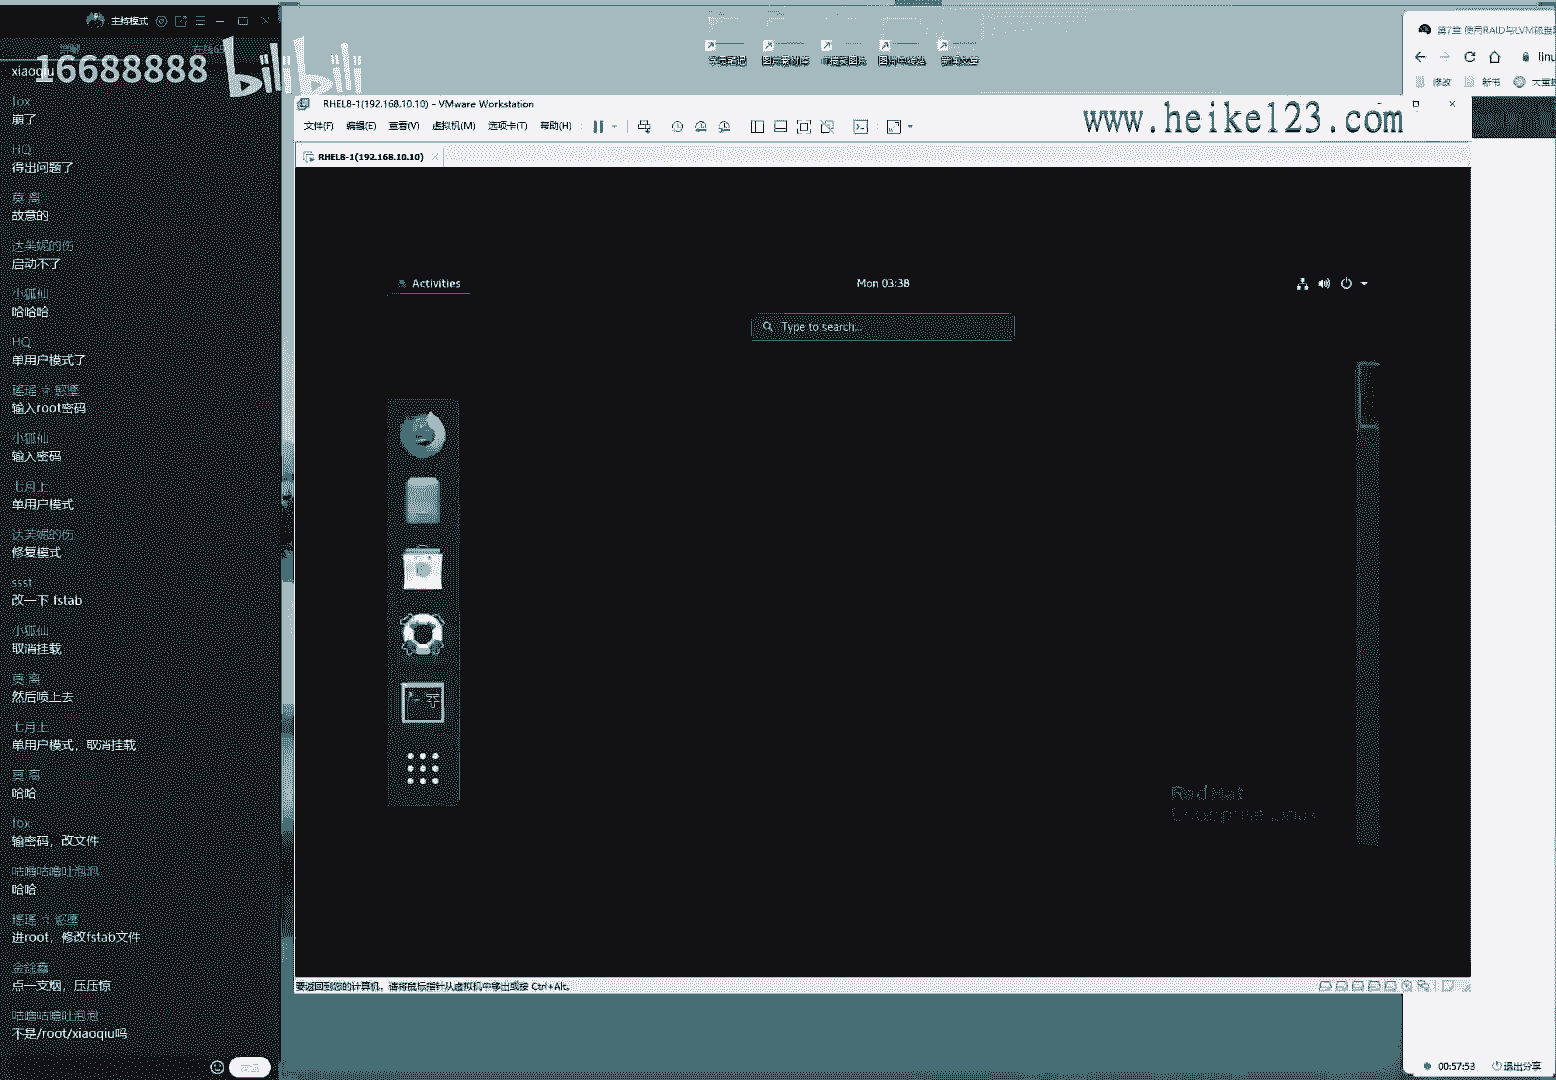 主持模式
在线6
xiaoqiu
16688888
bilibili
fox
崩了
HQ
得出问题了
莫 离
故意的
达芙妮的伤
启动不了
小狐仙
哈哈哈
HQ
单用户模式了
输入root密码
小狐仙
输入密码
七月上
单用户模式
达芙妮的伤
修复模式
ssst
改一下 fstab
小狐仙
取消挂载
莫 离
然后喷上去
七月上
单用户模式，取消挂载
莫 离
哈哈
fox
输密码，改文件
咕噜咕噜吐泡泡
哈哈
进root，修改fstab文件
点一支烟，压压惊
咕噜咕噜吐泡泡
不是/root/xiaoqiu吗
RHEL8-1(192.168.10.10) - VMware Workstation
文件(F) 编辑(E) 查看(V) 虚拟机(M) 选项卡(T) 帮助(H)
www.heike123.com
RHEL8-1(192.168.10.10)
Activities
Mon 03:38
Type to search...
Red Hat
Enterprise Linux
要返回到您的计算机，请将鼠标指针从虚拟机中移出或按 Ctrl+Alt。
第7章 使用RAID与LVM磁盘
linu
修改 新书
00:57:53 退出分享